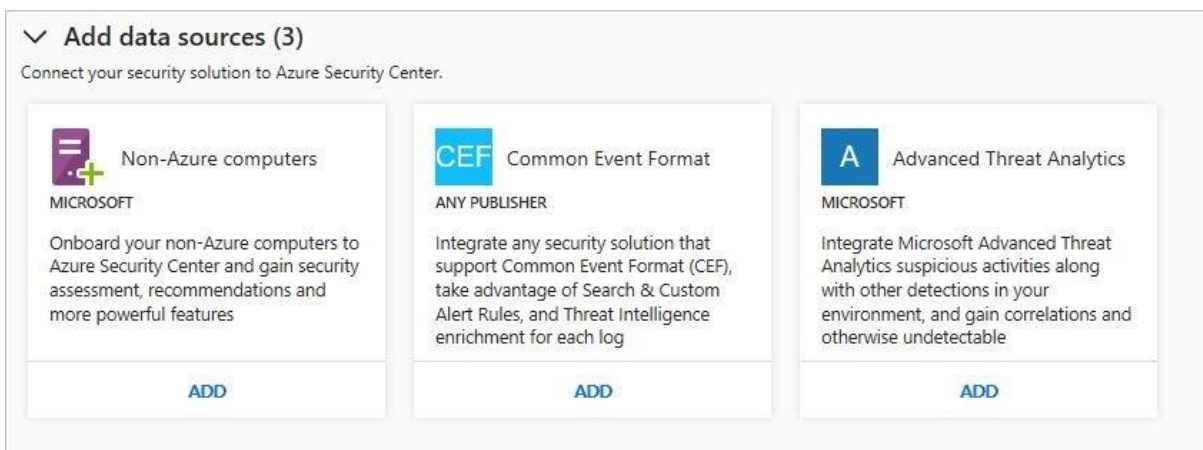 Add data sources (3)
Connect your security solution to Azure Security Center.
Non-Azure computers
MICROSOFT
Onboard your non-Azure computers to
Azure Security Center and gain security
assessment, recommendations and
more powerful features
ADD
CEF
Common Event Format
ANY PUBLISHER
Integrate any security solution that
support Common Event Format (CEF),
take advantage of Search & Custom
Alert Rules, and Threat Intelligence
enrichment for each log
ADD
A
Advanced Threat Analytics
MICROSOFT
Integrate Microsoft Advanced Threat
Analytics suspicious activities along
with other detections in your
environment, and gain correlations and
otherwise undetectable
ADD